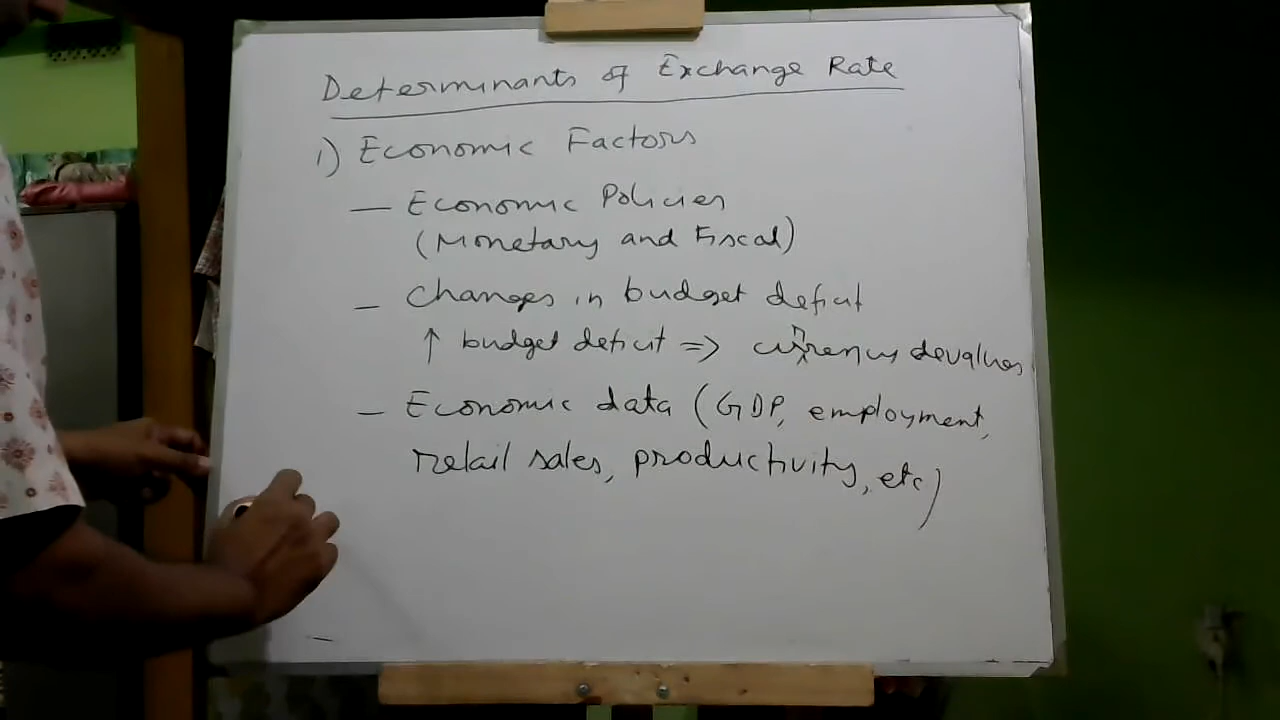 Determinants of Exchange Rate
1) Economic Factors
— Economic Policies
(Monetary and Fiscal)
— Changes in budget deficit
↑ budget deficit => currency devalues
— Economic data (GDP, employment,
retail sales, productivity, etc)